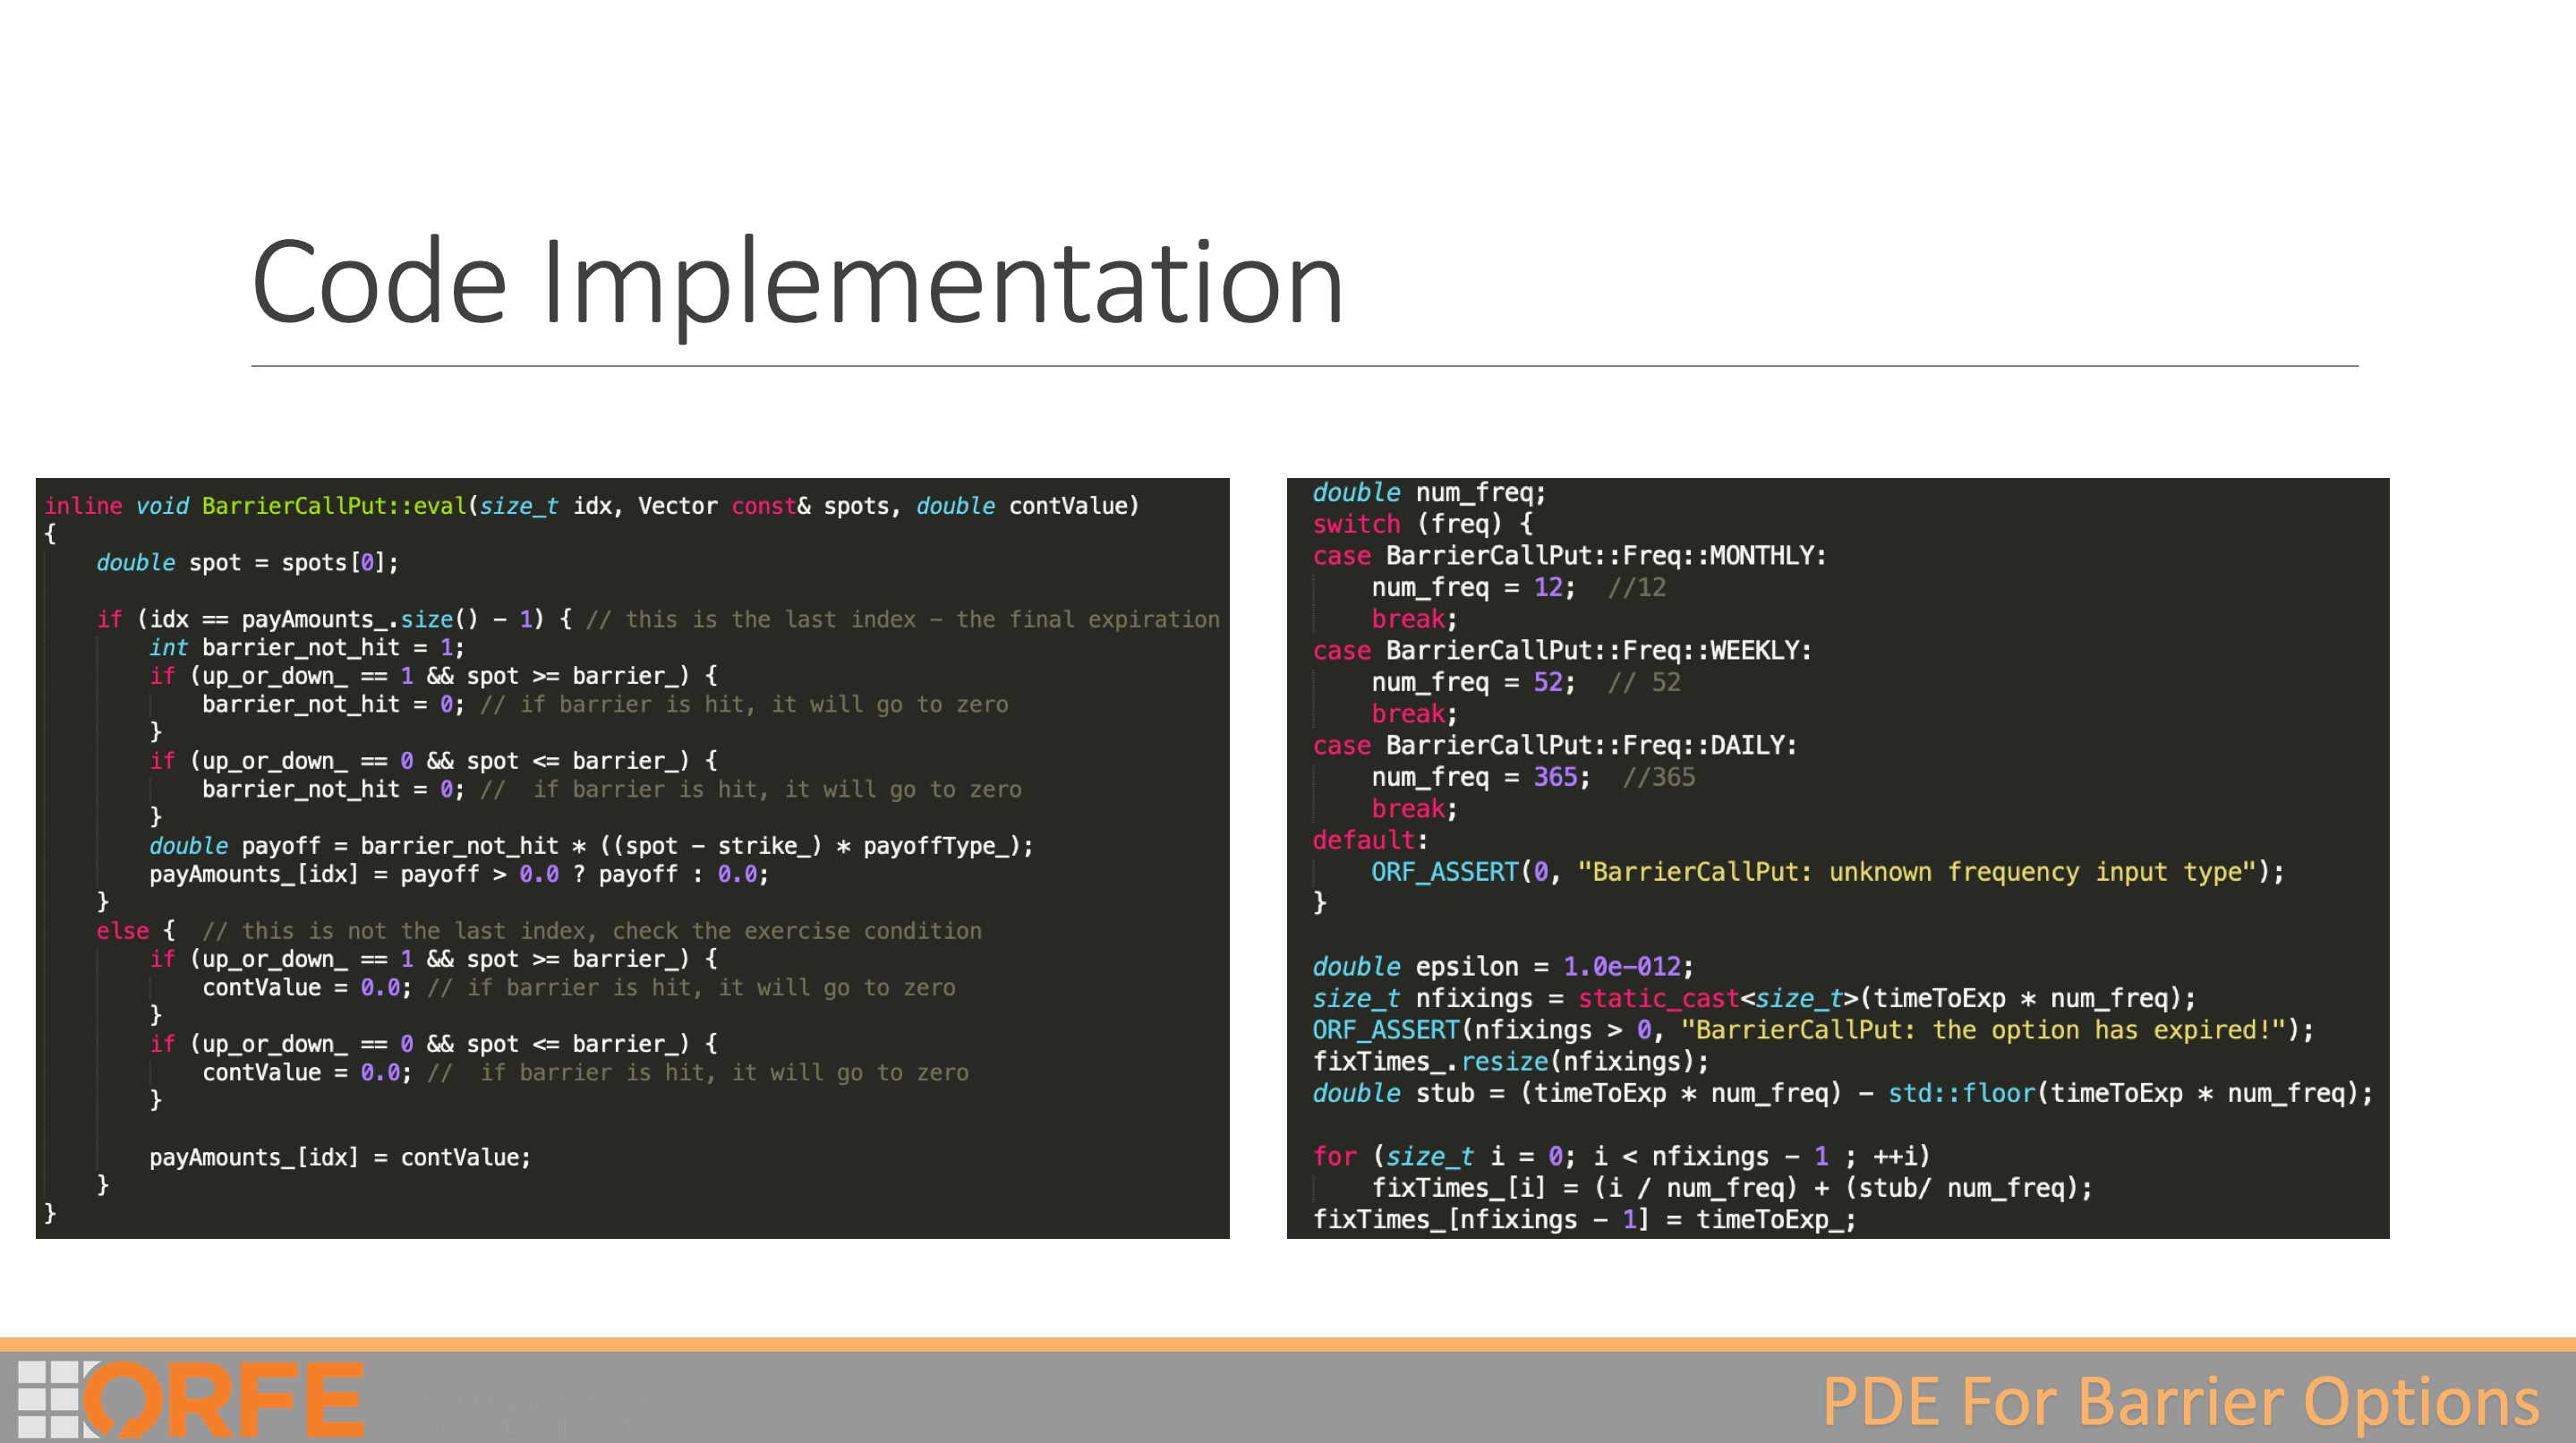 Code Implementation
inline void BarrierCallPut::eval(size_t idx, Vector const& spots, double contValue)
{
    double spot = spots[0];
    if (idx == payAmounts_.size() - 1) { // this is the last index - the final expiration
        int barrier_not_hit = 1;
        if (up_or_down_ == 1 && spot >= barrier_) {
            barrier_not_hit = 0; // if barrier is hit, it will go to zero
        }
        if (up_or_down_ == 0 && spot <= barrier_) {
            barrier_not_hit = 0; //  if barrier is hit, it will go to zero
        }
        double payoff = barrier_not_hit * ((spot - strike_) * payoffType_);
        payAmounts_[idx] = payoff > 0.0 ? payoff : 0.0;
    }
    else {  // this is not the last index, check the exercise condition
        if (up_or_down_ == 1 && spot >= barrier_) {
            contValue = 0.0; // if barrier is hit, it will go to zero
        }
        if (up_or_down_ == 0 && spot <= barrier_) {
            contValue = 0.0; //  if barrier is hit, it will go to zero
        }
        payAmounts_[idx] = contValue;
    }
}
double num_freq;
switch (freq) {
case BarrierCallPut::Freq::MONTHLY:
    num_freq = 12;  //12
    break;
case BarrierCallPut::Freq::WEEKLY:
    num_freq = 52;  // 52
    break;
case BarrierCallPut::Freq::DAILY:
    num_freq = 365;  //365
    break;
default:
    ORF_ASSERT(0, "BarrierCallPut: unknown frequency input type");
}
double epsilon = 1.0e-012;
size_t nfixings = static_cast<size_t>(timeToExp * num_freq);
ORF_ASSERT(nfixings > 0, "BarrierCallPut: the option has expired!");
fixTimes_.resize(nfixings);
double stub = (timeToExp * num_freq) - std::floor(timeToExp * num_freq);
for (size_t i = 0; i < nfixings - 1 ; ++i)
    fixTimes_[i] = (i / num_freq) + (stub/ num_freq);
fixTimes_[nfixings - 1] = timeToExp_;
ORFE
PDE For Barrier Options